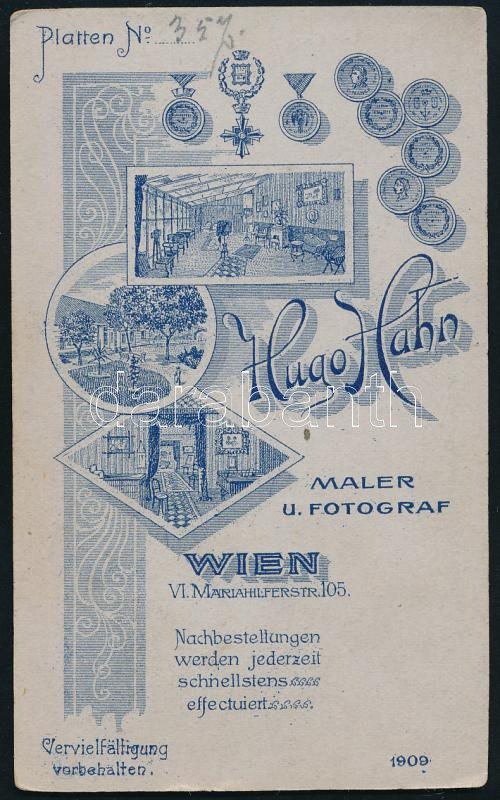 Platten No. 357.
Hugo Hahn
MALER
U. FOTOGRAF
WIEN
VI. MARIAHILFERSTR. 105.
Nachbestellungen
werden jederzeit
schnellstens
effectuiert
Vervielfältigung
vorbehalten.
1909
darabanth